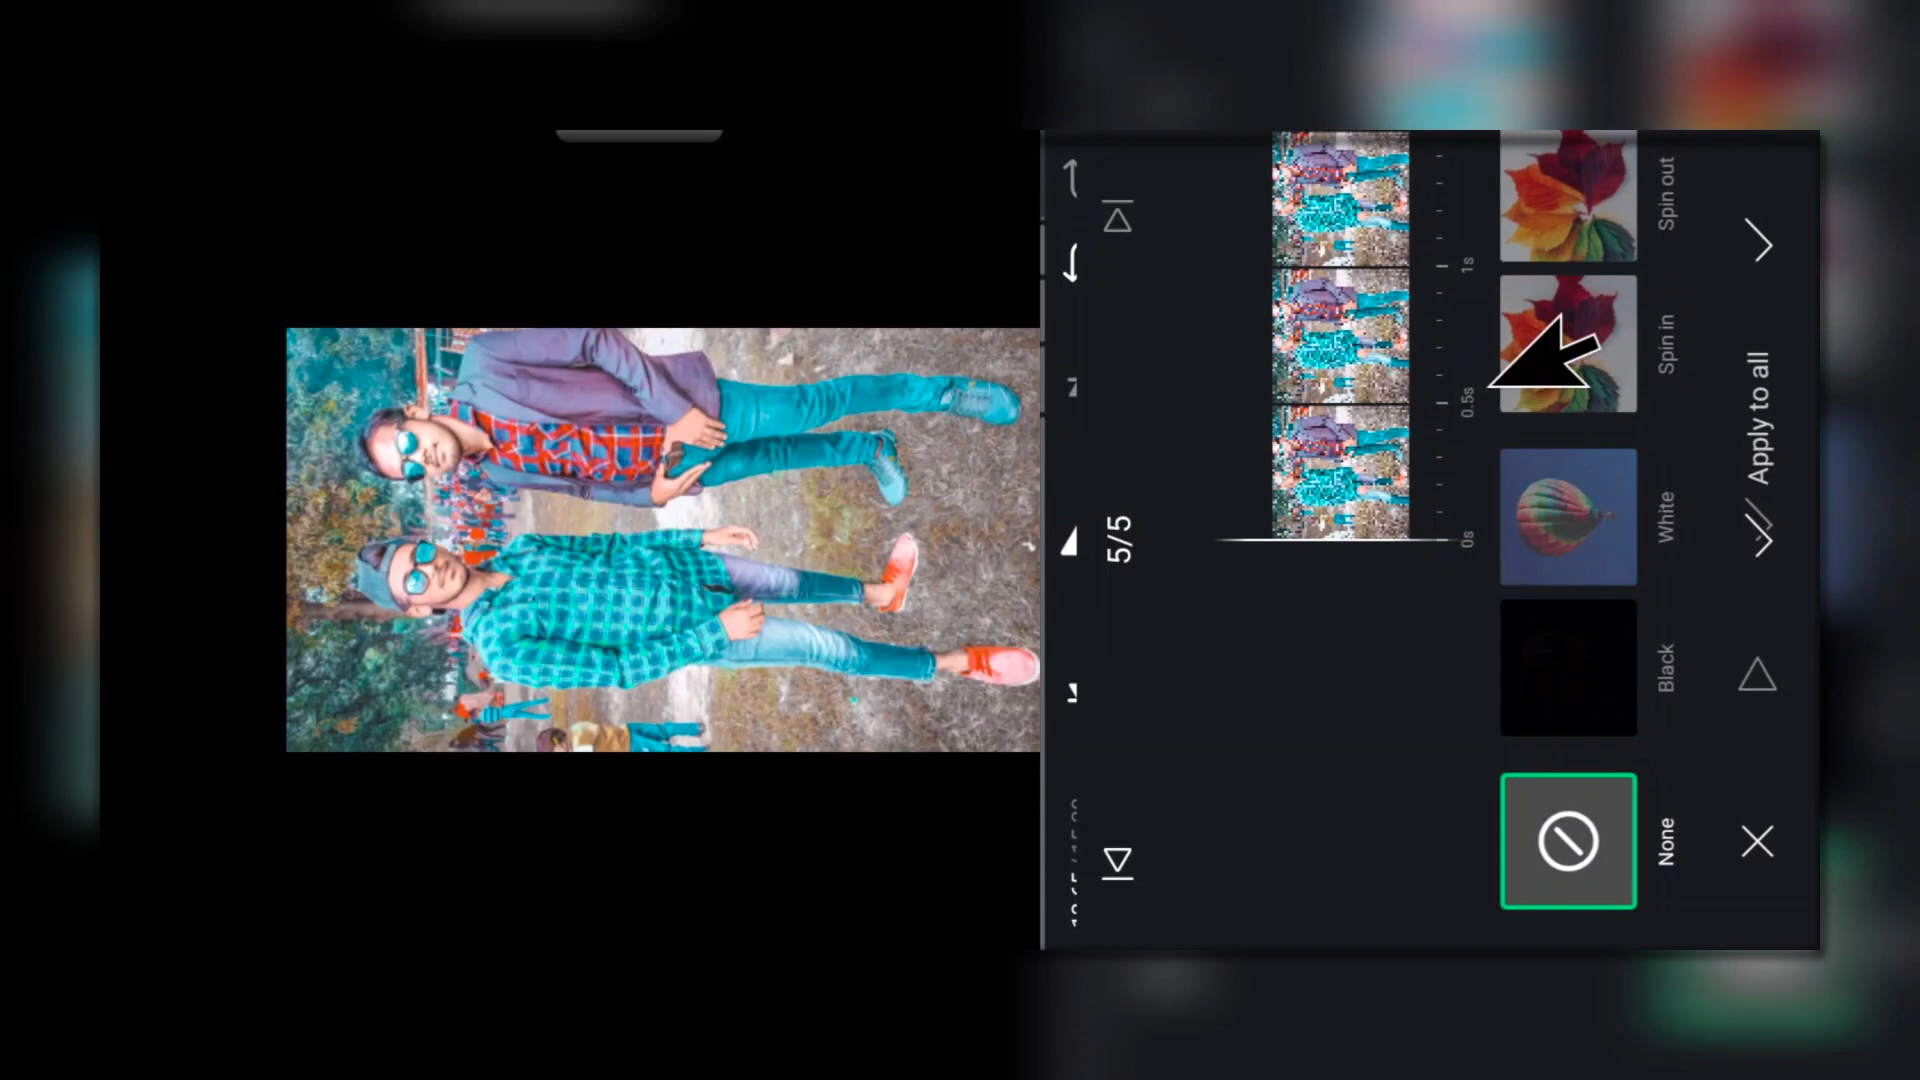 5/5
0s
0.5s
1s
None
Black
White
Spin in
Spin out
Apply to all